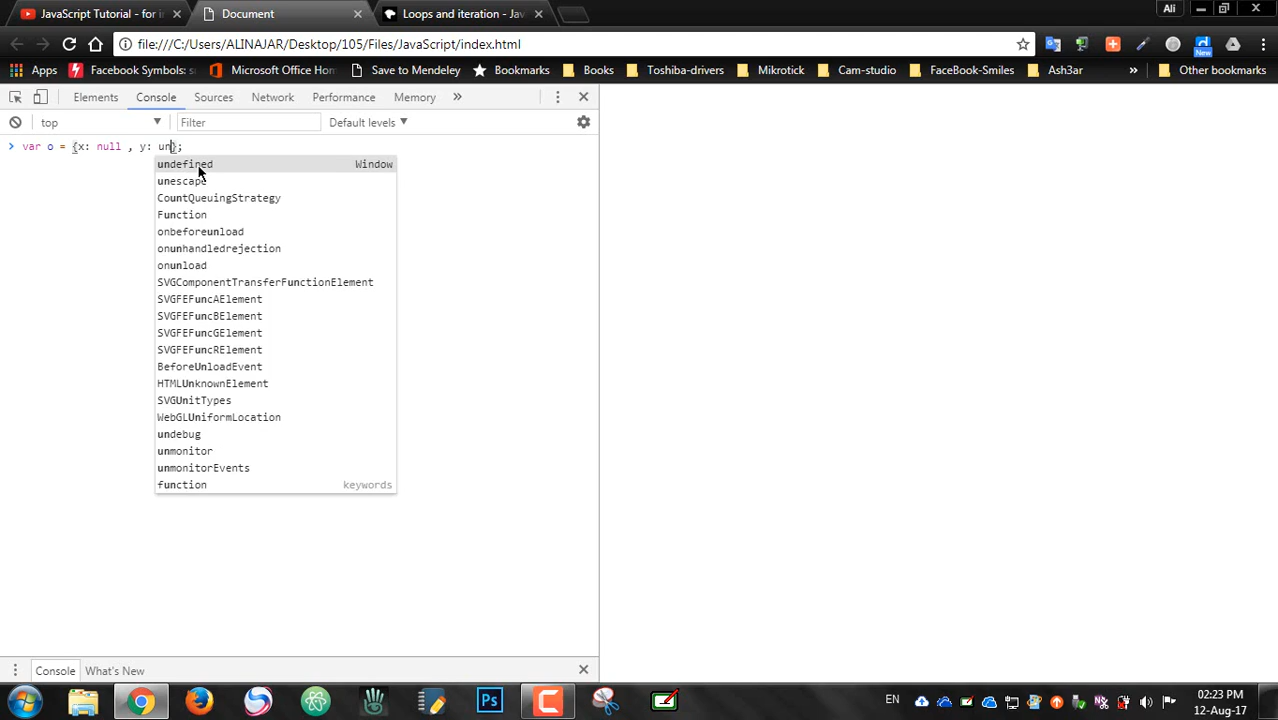 JavaScript Tutorial - for i
Document
Loops and iteration - Jav
Ali
file:///C:/Users/ALINAJAR/Desktop/105/Files/JavaScript/index.html
New
Apps
Facebook Symbols: s
Microsoft Office Hom
Save to Mendeley
Bookmarks
Books
Toshiba-drivers
Mikrotick
Cam-studio
FaceBook-Smiles
Ash3ar
»
Other bookmarks
Elements
Console
Sources
Network
Performance
Memory
»
top
Filter
Default levels
> var o = {x: null , y: un};
undefined Window
unescape
CountQueuingStrategy
Function
onbeforeunload
onunhandledrejection
onunload
SVGComponentTransferFunctionElement
SVGFEFuncAElement
SVGFEFuncBElement
SVGFEFuncGElement
SVGFEFuncRElement
BeforeUnloadEvent
HTMLUnknownElement
SVGUnitTypes
WebGLUniformLocation
undebug
unmonitor
unmonitorEvents
function keywords
Console
What's New
Ps
EN
02:23 PM
12-Aug-17